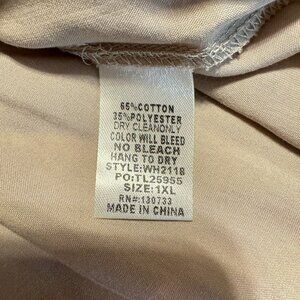 65%COTTON
35%POLYESTER
DRY CLEANONLY
COLOR WILL BLEED
NO BLEACH
HANG TO DRY
STYLE:WH2118
PO:TL25955
SIZE:1XL
RN#:130733
MADE IN CHINA